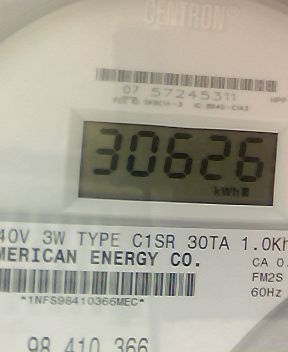 CENTRON®
07 57245311
30626
kWh
40V 3W TYPE C1SR 30TA 1.0Kh
MERICAN ENERGY CO.
CA 0.
FM2S
60Hz
*1NFS98410366MEC*
98 410 366